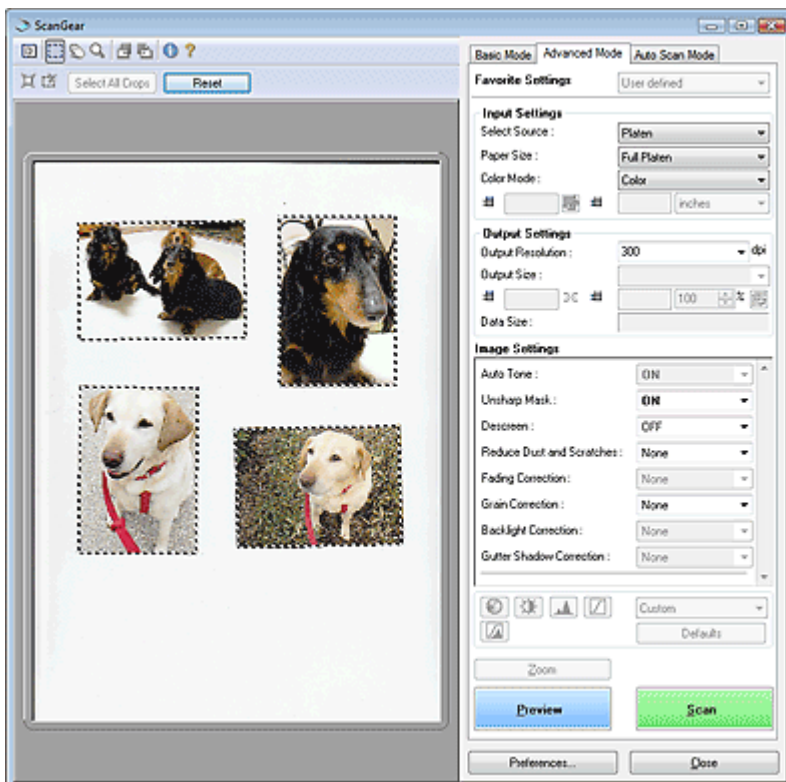 ScanGear
Select All Crops
Reset
Basic Mode
Advanced Mode
Auto Scan Mode
Favorite Settings
User defined
Input Settings
Select Source :
Platen
Paper Size :
Full Platen
Color Mode :
Color
inches
Output Settings
Output Resolution :
300
dpi
Output Size :
100
%
Data Size :
Image Settings
Auto Tone :
ON
Unsharp Mask :
ON
Descreen :
OFF
Reduce Dust and Scratches :
None
Fading Correction :
None
Grain Correction :
None
Backlight Correction :
None
Gutter Shadow Correction :
None
Custom
Defaults
Zoom
Preview
Scan
Preferences...
Close